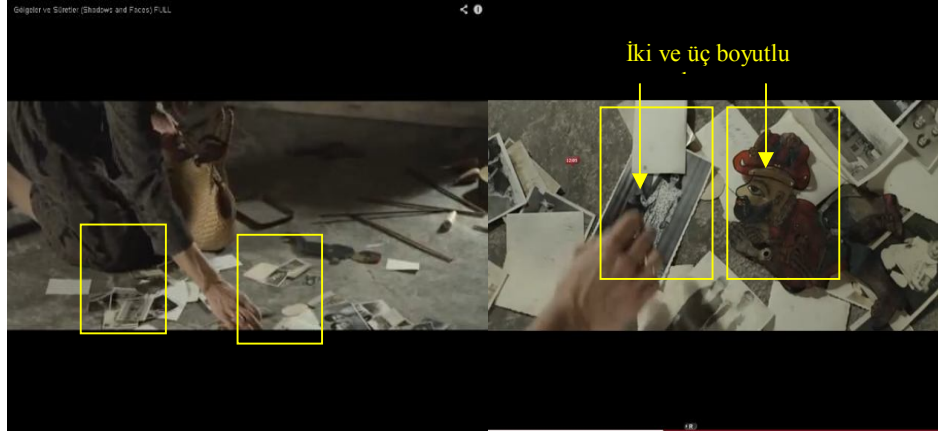 Gölgeler ve Sûretler (Shadows and Faces) FULL
İki ve üç boyutlu